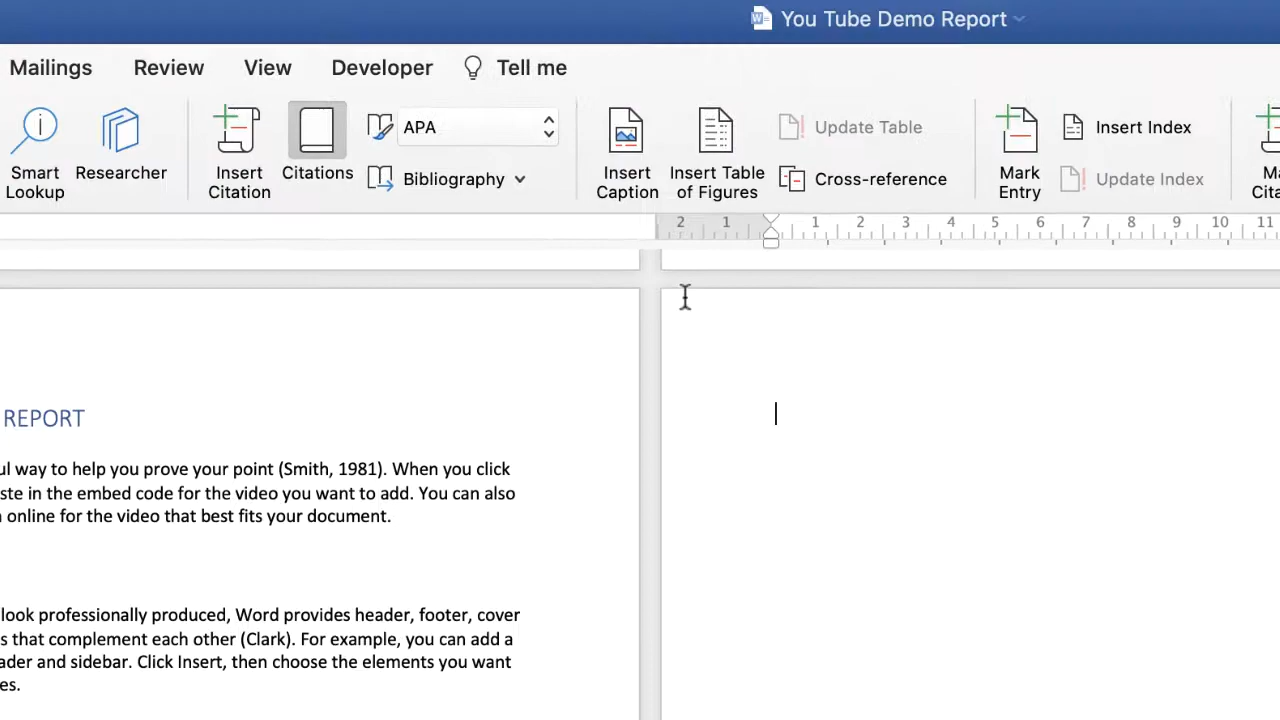 You Tube Demo Report
Mailings Review View Developer Tell me
Smart Lookup
Researcher
Insert Citation
Citations
APA
Bibliography
Insert Caption
Insert Table of Figures
Update Table
Cross-reference
Mark Entry
Insert Index
Update Index
2 1 1 2 3 4 5 6 7 8 9 10 11
REPORT
way to help you prove your point (Smith, 1981). When you click
in the embed code for the video you want to add. You can also
online for the video that best fits your document.
look professionally produced, Word provides header, footer, cover
that complement each other (Clark). For example, you can add a
and sidebar. Click Insert, then choose the elements you want